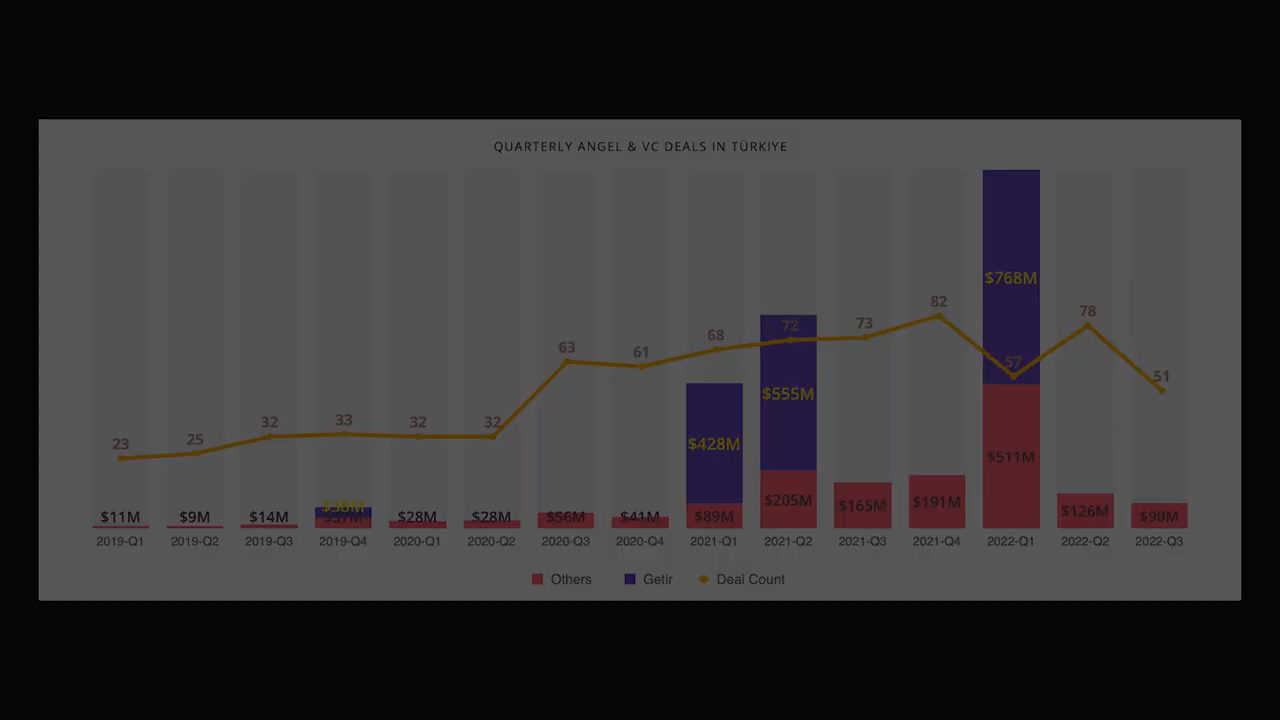 QUARTERLY ANGEL & VC DEALS IN TÜRKIYE
23 25 32 33 32 32 63 61 68 72 73 82 57 78 51
$768M
$555M
$428M
$38M
$11M $9M $14M $37M $28M $28M $56M $41M $89M $205M $165M $191M $511M $126M $90M
2019-Q1 2019-Q2 2019-Q3 2019-Q4 2020-Q1 2020-Q2 2020-Q3 2020-Q4 2021-Q1 2021-Q2 2021-Q3 2021-Q4 2022-Q1 2022-Q2 2022-Q3
Others Getir Deal Count